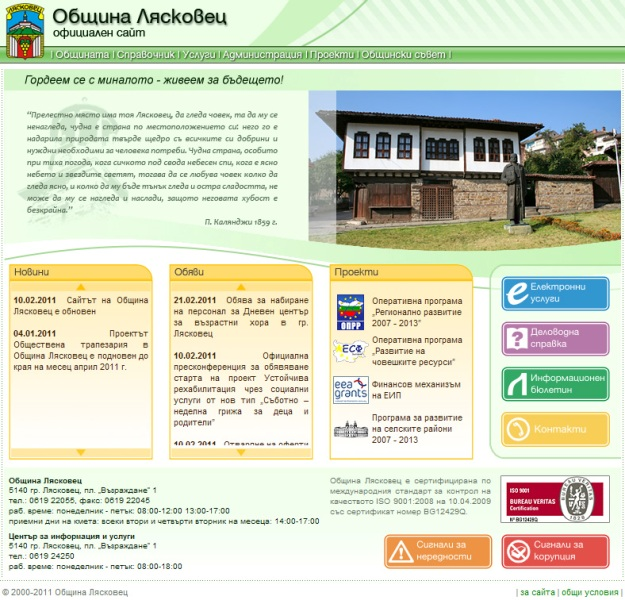 ЛЯСКОВЕЦ
Община Лясковец
официален сайт
| Общината | Справочник | Услуги | Администрация | Проекти | Общински съвет |
Гордеем се с миналото - живеем за бъдещето!
“Прелестно място има тая Лясковец, да гледа човек, та да му се
ненагледа, чудна е страна по местоположението си: него го е
надарила природата твърде щедро съ всичките си добрини и
нуждни необходими за человека потреби. Чудна страна, особито
при тиха погода, кога сичкото под свода небесен спи, кога е ясно
небето и звездите светят, тогава да се любува човек колко да
гледа ясно, и колко да му бъде тънък гледа и остра сладостта, не
може да му се нагледа и наслади, защото неговата хубост е
безкрайна.”
П. Калянджи 1859 г.
Новини
10.02.2011 Сайтът на Община
Лясковец е обновен
04.01.2011 Проектът
Обществена трапезария в
Община Лясковец е подновен до
края на месец април 2011 г.
Обяви
21.02.2011 Обява за набиране
на персонал за Дневен център
за възрастни хора в гр.
Лясковец
10.02.2011 Официална
пресконференция за обявяване
старта на проект Устойчива
рехабилитация чрез социални
услуги от нов тип „Съботно –
неделна грижа за деца и
родители”
10.02.2011 Отваряне на оферти
Проекти
ОПРР
Оперативна програма
„Регионално развитие
2007 - 2013”
ЕСФ
Оперативна програма
„Развитие на
човешките ресурси”
eea
grants
Финансов механизъм
на ЕИП
Програма за развитие
на селските райони
2007 - 2013
Електронни
услуги
Деловодна
справка
Информационен
бюлетин
Контакти
Община Лясковец
5140 гр. Лясковец, пл. „Възраждане” 1
тел.: 0619 22055, факс: 0619 22045
раб. време: понеделник - петък: 08:00-12:00 13:00-17:00
приемни дни на кмета: всеки втори и четвърти вторник на месеца: 14:00-17:00
Център за информация и услуги
5140 гр. Лясковец, пл. „Възраждане” 1
тел.: 0619 24250
раб. време: понеделник - петък: 08:00-18:00
Община Лясковец е сертифицирана по
международния стандарт за контрол на
качеството ISO 9001:2008 на 10.04.2009
със сертификат номер BG12429Q.
ISO 9001
BUREAU VERITAS
Certification
Nº BG12429Q
BUREAU VERITAS
1828
Сигнали за
нередности
Сигнали за
корупция
© 2000-2011 Община Лясковец
| за сайта | общи условия |